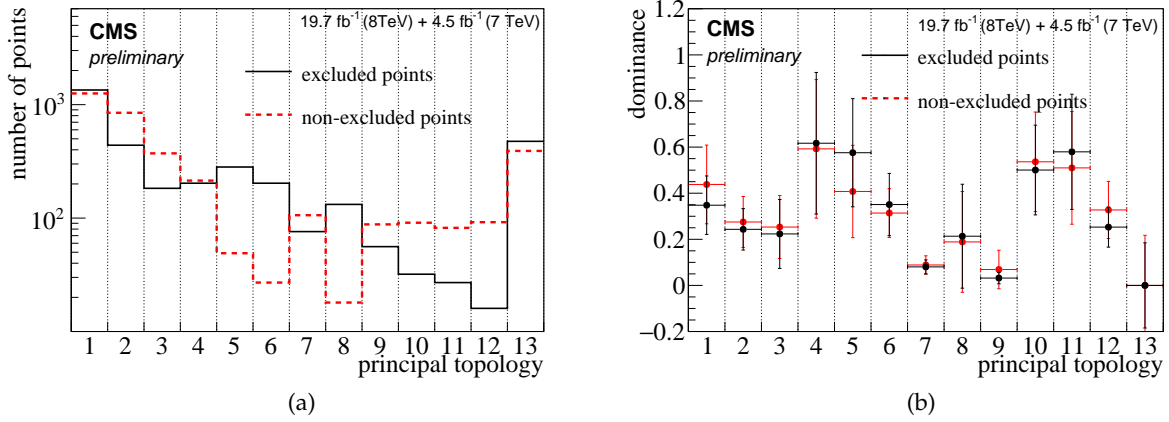 CMS
preliminary
19.7 fb⁻¹ (8TeV) + 4.5 fb⁻¹ (7 TeV)
excluded points
non-excluded points
number of points
10³
10²
1 2 3 4 5 6 7 8 9 10 11 12 13
principal topology
(a)
CMS
preliminary
19.7 fb⁻¹ (8TeV) + 4.5 fb⁻¹ (7 TeV)
excluded points
non-excluded points
dominance
1.2
1
0.8
0.6
0.4
0.2
0
−0.2
1 2 3 4 5 6 7 8 9 10 11 12 13
principal topology
(b)